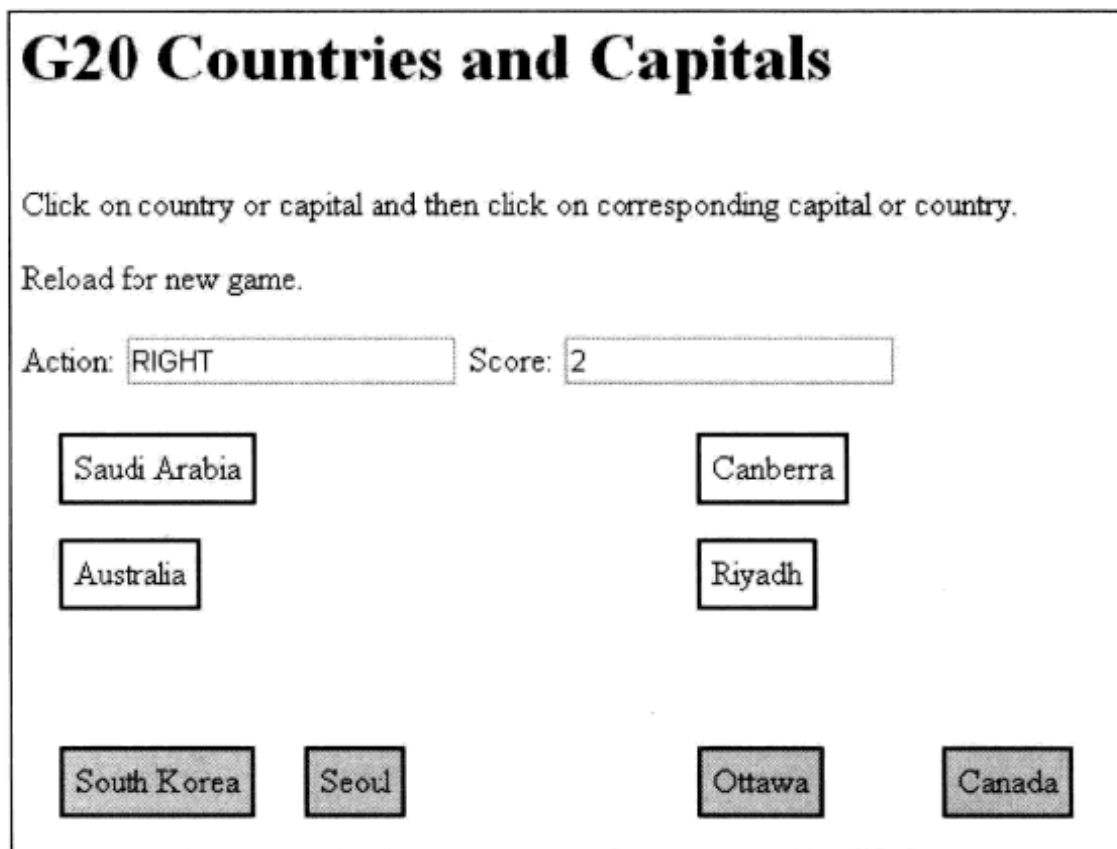 G20 Countries and Capitals
Click on country or capital and then click on corresponding capital or country.
Reload for new game.
Action: RIGHT Score: 2
Saudi Arabia Canberra
Australia Riyadh
South Korea Seoul Ottawa Canada